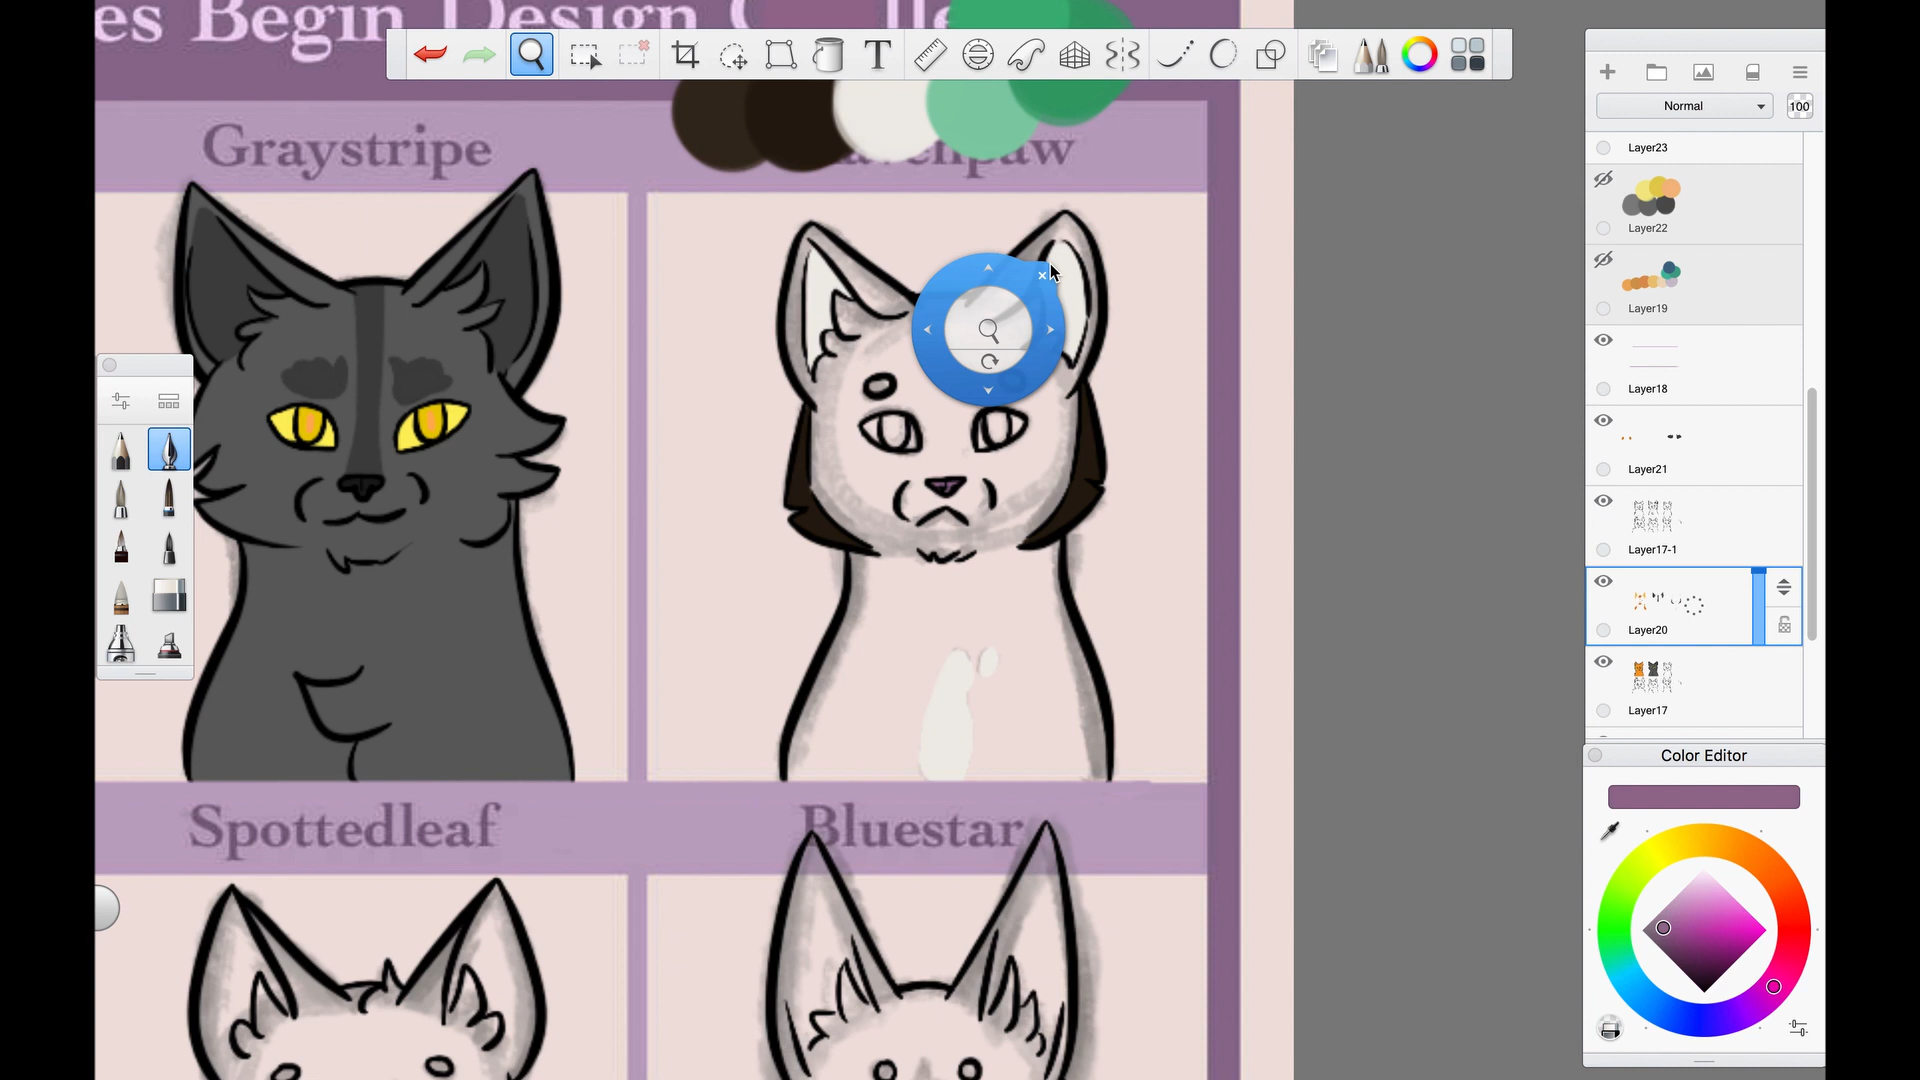 es Begin Design
Graystripe
Spottedleaf
Bluestar
T
Normal
100
Layer23
Layer22
Layer19
Layer18
Layer21
Layer17-1
Layer20
Layer17
Color Editor